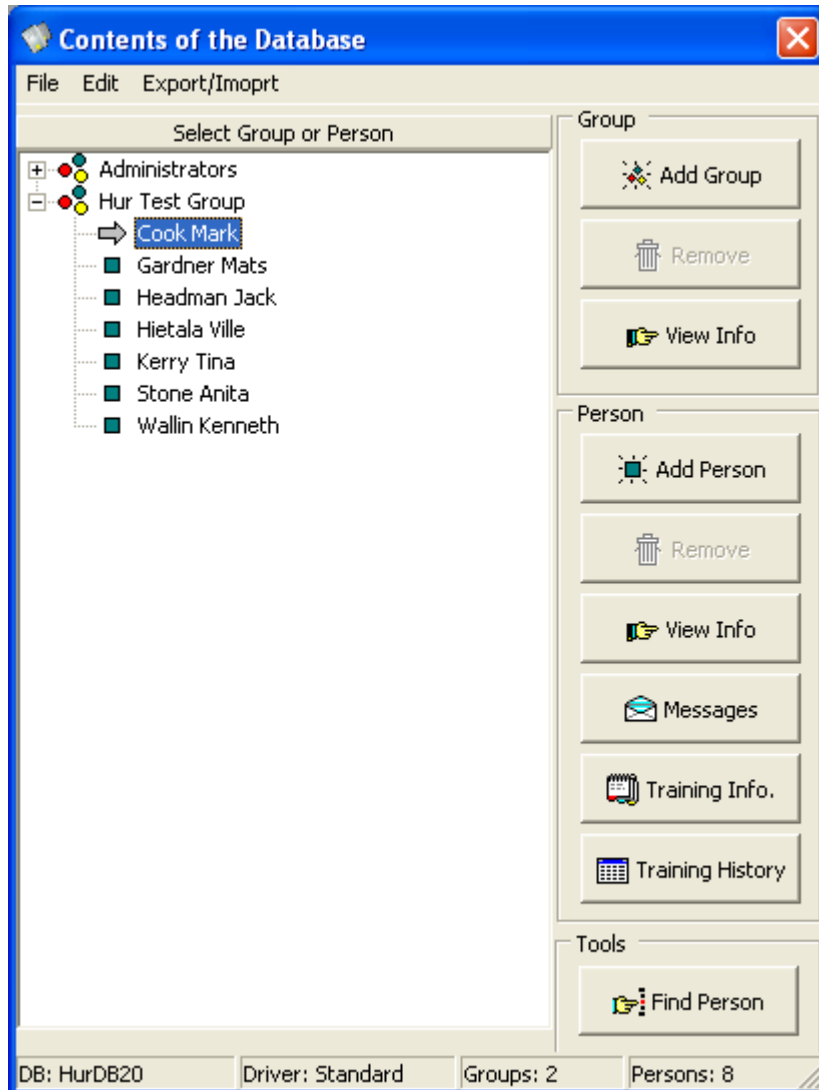 Contents of the Database
File Edit Export/Imoprt
Select Group or Person
Administrators
Hur Test Group
Cook Mark
Gardner Mats
Headman Jack
Hietala Ville
Kerry Tina
Stone Anita
Wallin Kenneth
Group
Add Group
Remove
View Info
Person
Add Person
Remove
View Info
Messages
Training Info.
Training History
Tools
Find Person
DB: HurDB20 Driver: Standard Groups: 2 Persons: 8